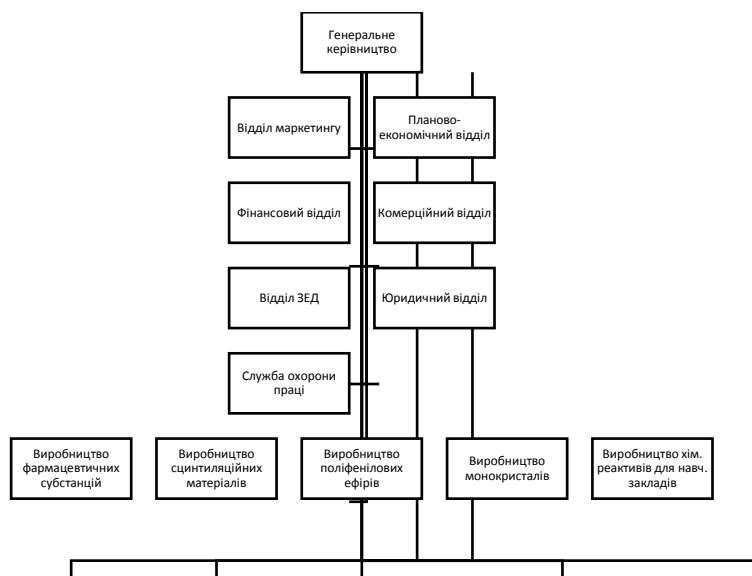 Генеральне
керівництво
Відділ маркетингу
Планово-
економічний відділ
Фінансовий відділ
Комерційний відділ
Відділ ЗЕД
Юридичний відділ
Служба охорони
праці
Виробництво
фармацевтичних
субстанцій
Виробництво
сцинтиляційних
матеріалів
Виробництво
поліфенілових
ефірів
Виробництво
монокристалів
Виробництво хім.
реактивів для навч.
закладів